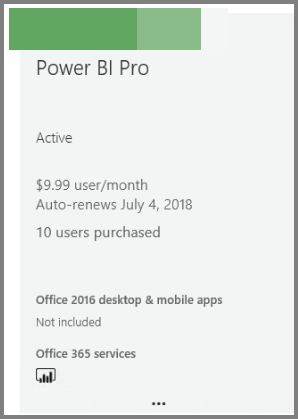 Power BI Pro
Active
$9.99 user/month
Auto-renews July 4, 2018
10 users purchased
Office 2016 desktop & mobile apps
Not included
Office 365 services
...